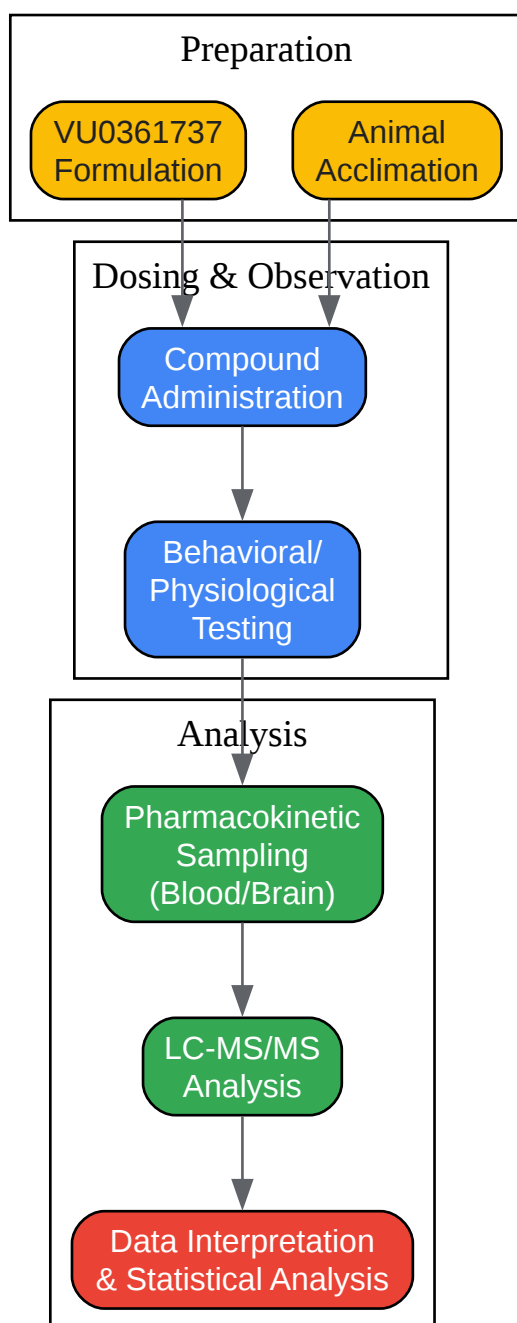 Preparation
VU0361737
Formulation
Animal
Acclimation
Dosing & Observation
Compound
Administration
Behavioral/
Physiological
Testing
Analysis
Pharmacokinetic
Sampling
(Blood/Brain)
LC-MS/MS
Analysis
Data Interpretation
& Statistical Analysis